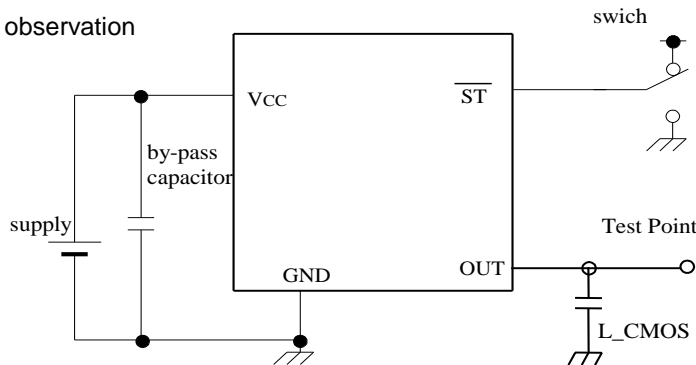 observation
swich
VCC
ST
by-pass
capacitor
supply
Test Point
GND
OUT
L_CMOS